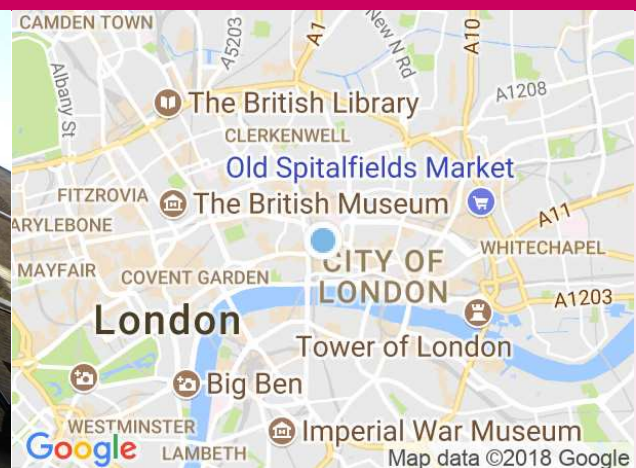 CAMDEN TOWN
New N Rd
A5203
A1
A10
Albany St
A1208
The British Library
CLERKENWELL
Old Spitalfields Market
FITZROVIA
The British Museum
A11
ARYLEBONE
WHITECHAPEL
MAYFAIR
COVENT GARDEN
CITY OF
LONDON
A1203
London
Tower of London
Big Ben
WESTMINSTER
Imperial War Museum
Google
LAMBETH
Map data ©2018 Google